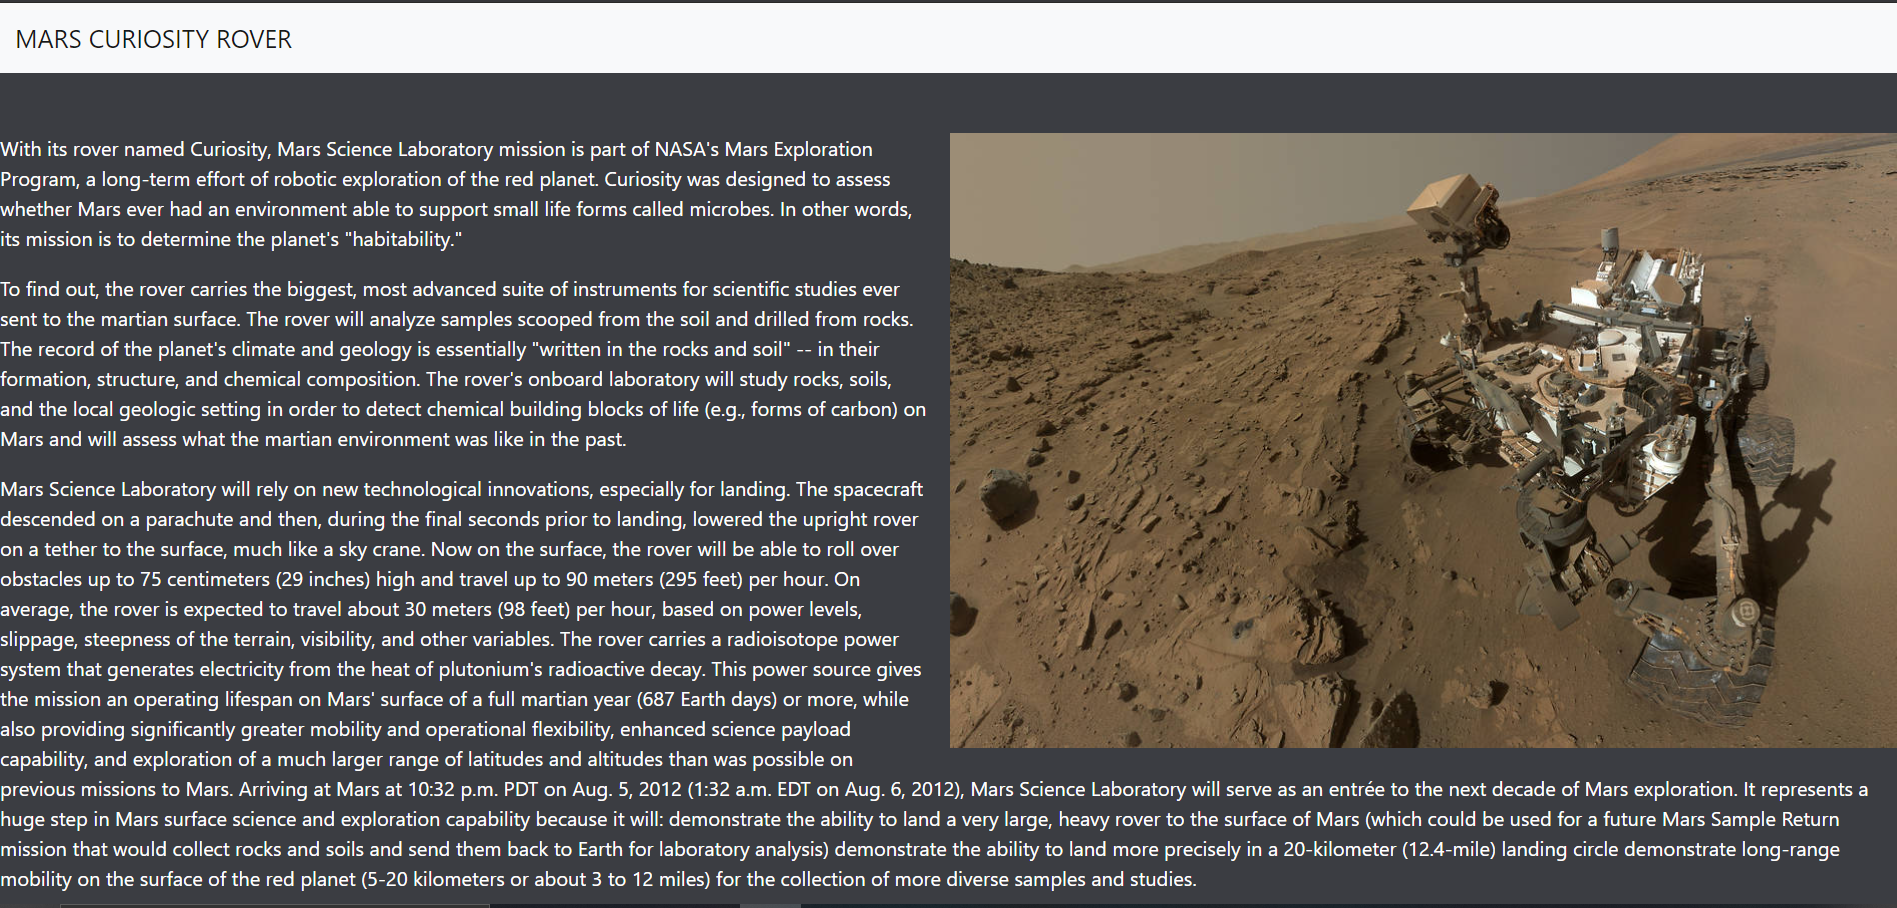 MARS CURIOSITY ROVER
With its rover named Curiosity, Mars Science Laboratory mission is part of NASA's Mars Exploration
Program, a long-term effort of robotic exploration of the red planet. Curiosity was designed to assess
whether Mars ever had an environment able to support small life forms called microbes. In other words,
its mission is to determine the planet's "habitability."
To find out, the rover carries the biggest, most advanced suite of instruments for scientific studies ever
sent to the martian surface. The rover will analyze samples scooped from the soil and drilled from rocks.
The record of the planet's climate and geology is essentially "written in the rocks and soil" -- in their
formation, structure, and chemical composition. The rover's onboard laboratory will study rocks, soils,
and the local geologic setting in order to detect chemical building blocks of life (e.g., forms of carbon) on
Mars and will assess what the martian environment was like in the past.
Mars Science Laboratory will rely on new technological innovations, especially for landing. The spacecraft
descended on a parachute and then, during the final seconds prior to landing, lowered the upright rover
on a tether to the surface, much like a sky crane. Now on the surface, the rover will be able to roll over
obstacles up to 75 centimeters (29 inches) high and travel up to 90 meters (295 feet) per hour. On
average, the rover is expected to travel about 30 meters (98 feet) per hour, based on power levels,
slippage, steepness of the terrain, visibility, and other variables. The rover carries a radioisotope power
system that generates electricity from the heat of plutonium's radioactive decay. This power source gives
the mission an operating lifespan on Mars' surface of a full martian year (687 Earth days) or more, while
also providing significantly greater mobility and operational flexibility, enhanced science payload
capability, and exploration of a much larger range of latitudes and altitudes than was possible on
previous missions to Mars. Arriving at Mars at 10:32 p.m. PDT on Aug. 5, 2012 (1:32 a.m. EDT on Aug. 6, 2012), Mars Science Laboratory will serve as an entrée to the next decade of Mars exploration. It represents a
huge step in Mars surface science and exploration capability because it will: demonstrate the ability to land a very large, heavy rover to the surface of Mars (which could be used for a future Mars Sample Return
mission that would collect rocks and soils and send them back to Earth for laboratory analysis) demonstrate the ability to land more precisely in a 20-kilometer (12.4-mile) landing circle demonstrate long-range
mobility on the surface of the red planet (5-20 kilometers or about 3 to 12 miles) for the collection of more diverse samples and studies.